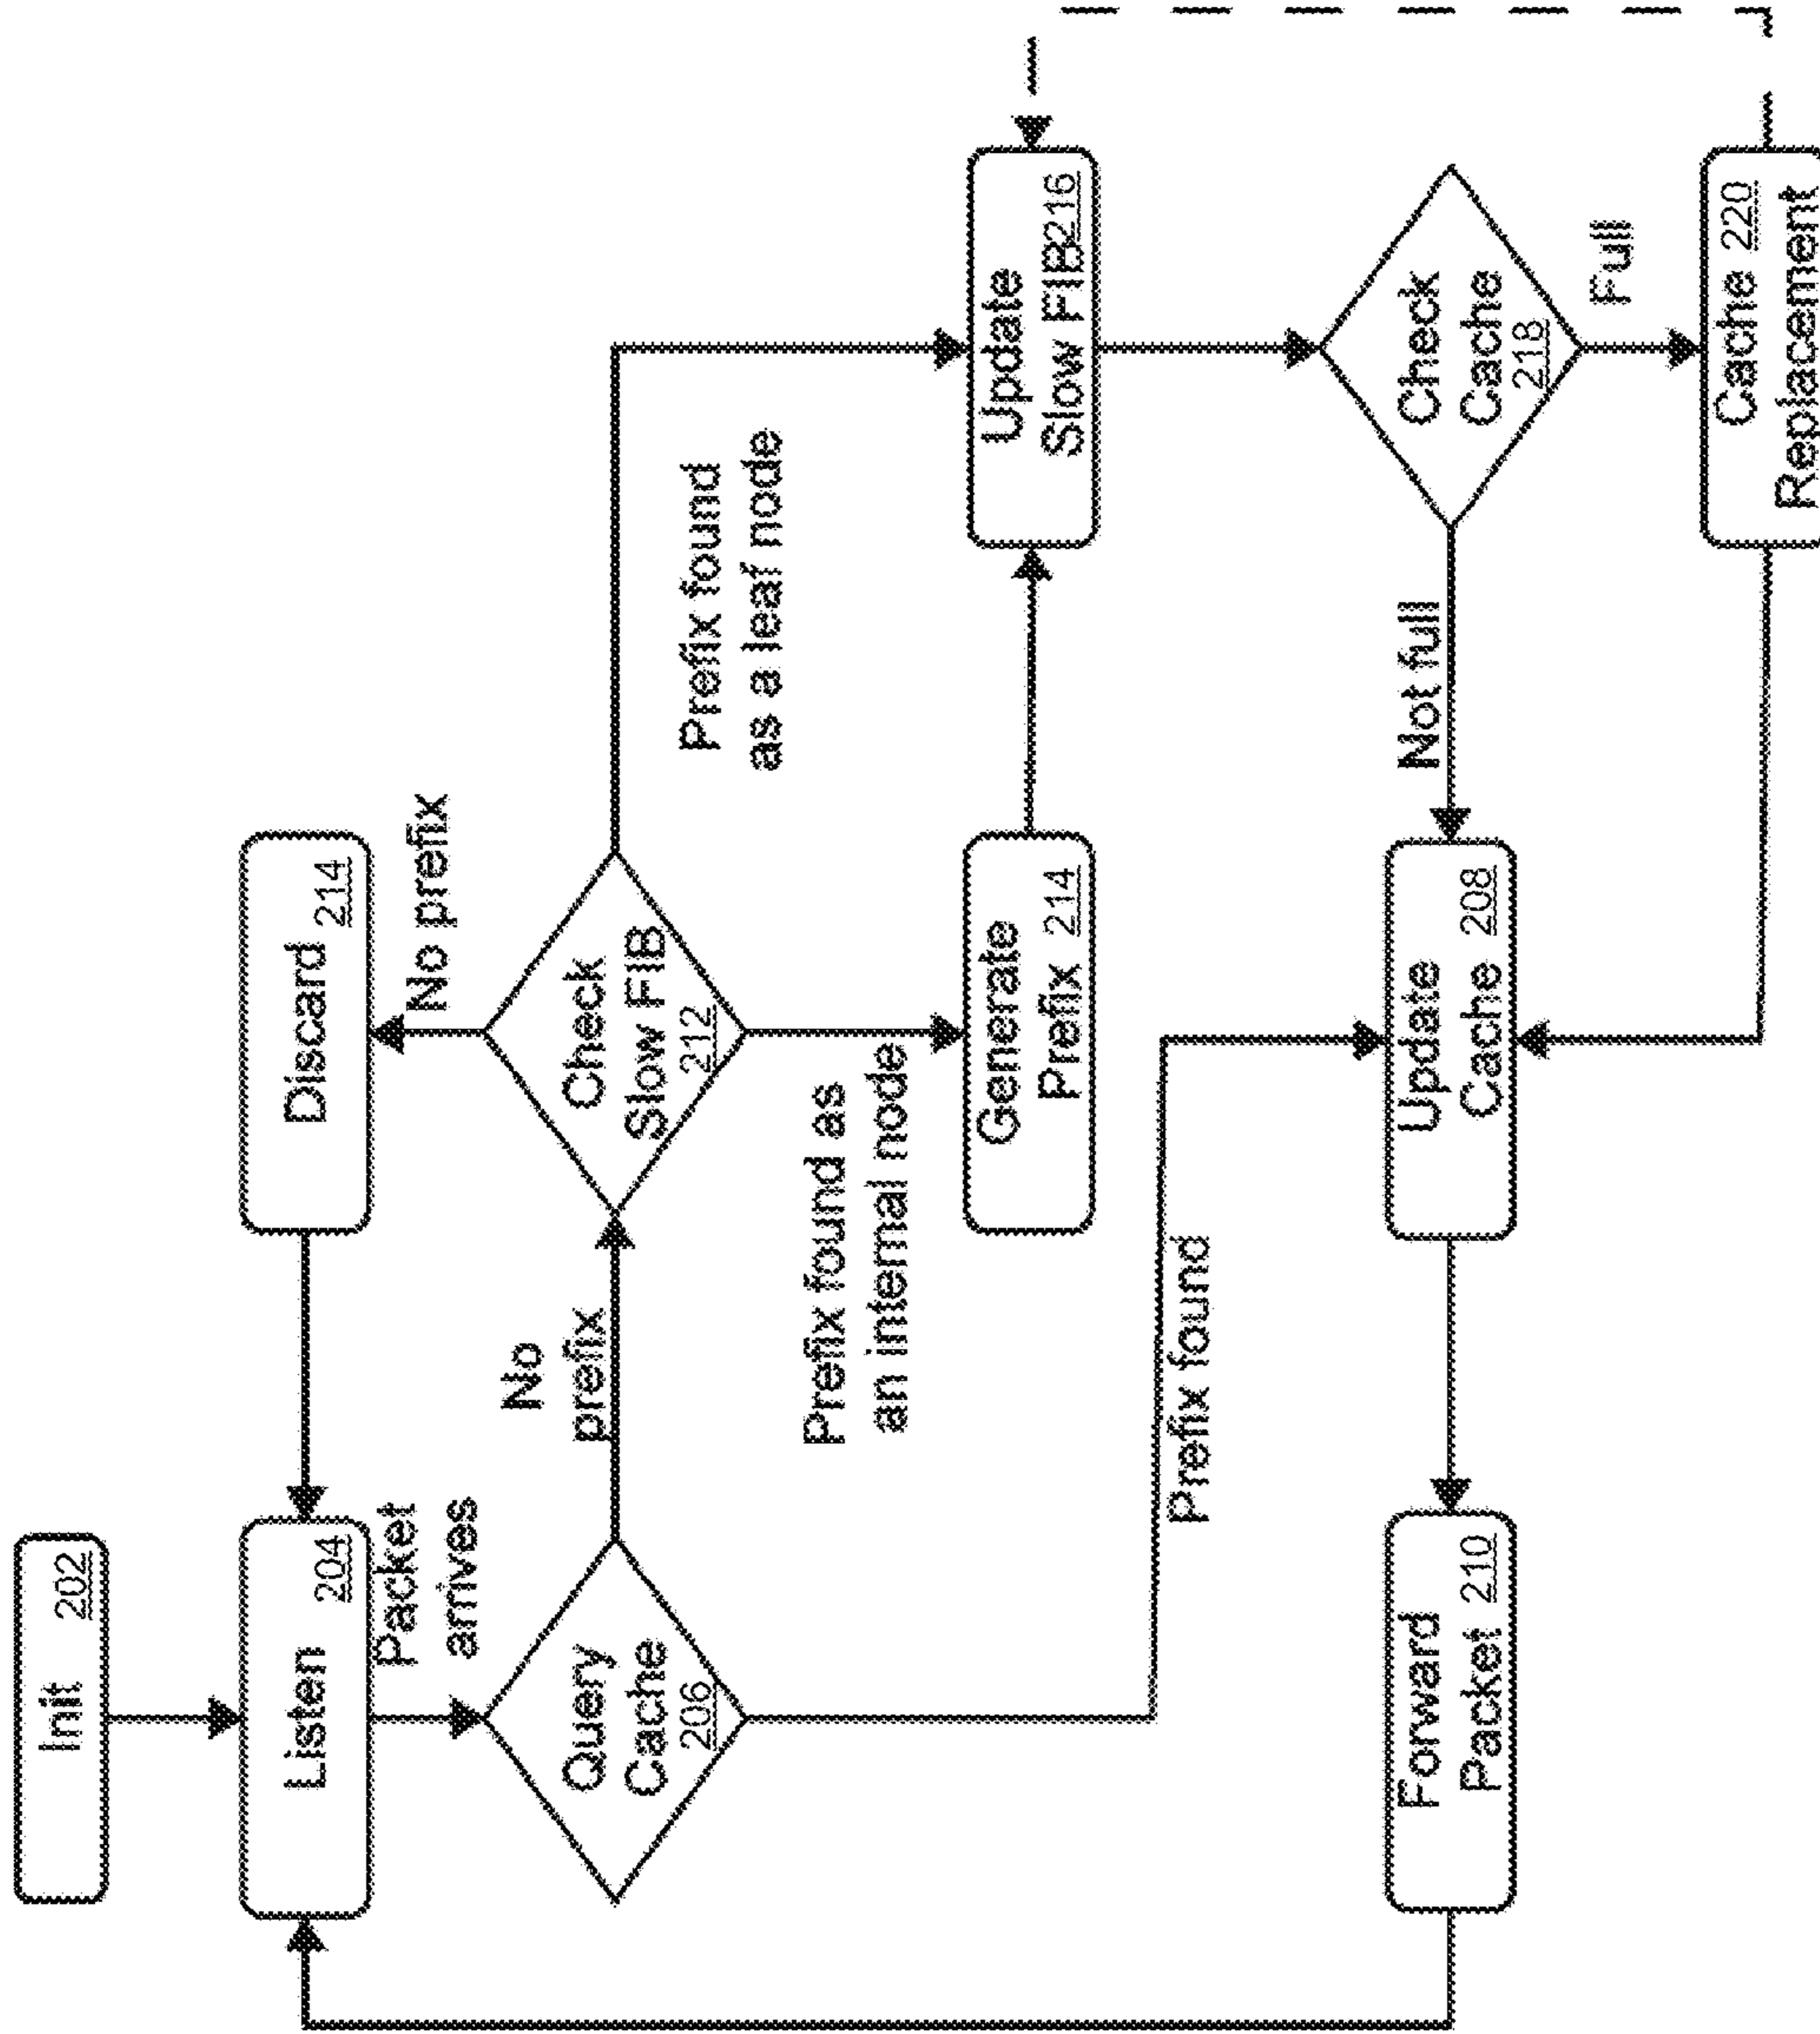 Init 202
Listen
204
Packet
arrives
Query
Cache
206
No
prefix
Discard
214
No prefix
Check
Slow FIB
212
Prefix found
as a leaf node
Prefix found as
an internal node
Generate
Prefix 214
Update
Slow FIB216
Prefix found
Forward
Packet 210
Update
Cache 208
Not full
Check
Cache
218
Full
Cache 220
Replacement